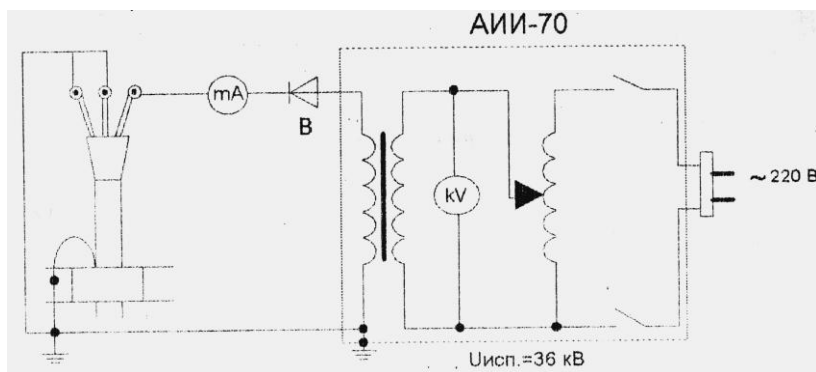 АИИ-70
mA
В
kV
~ 220 В
Uисп.=36 кВ